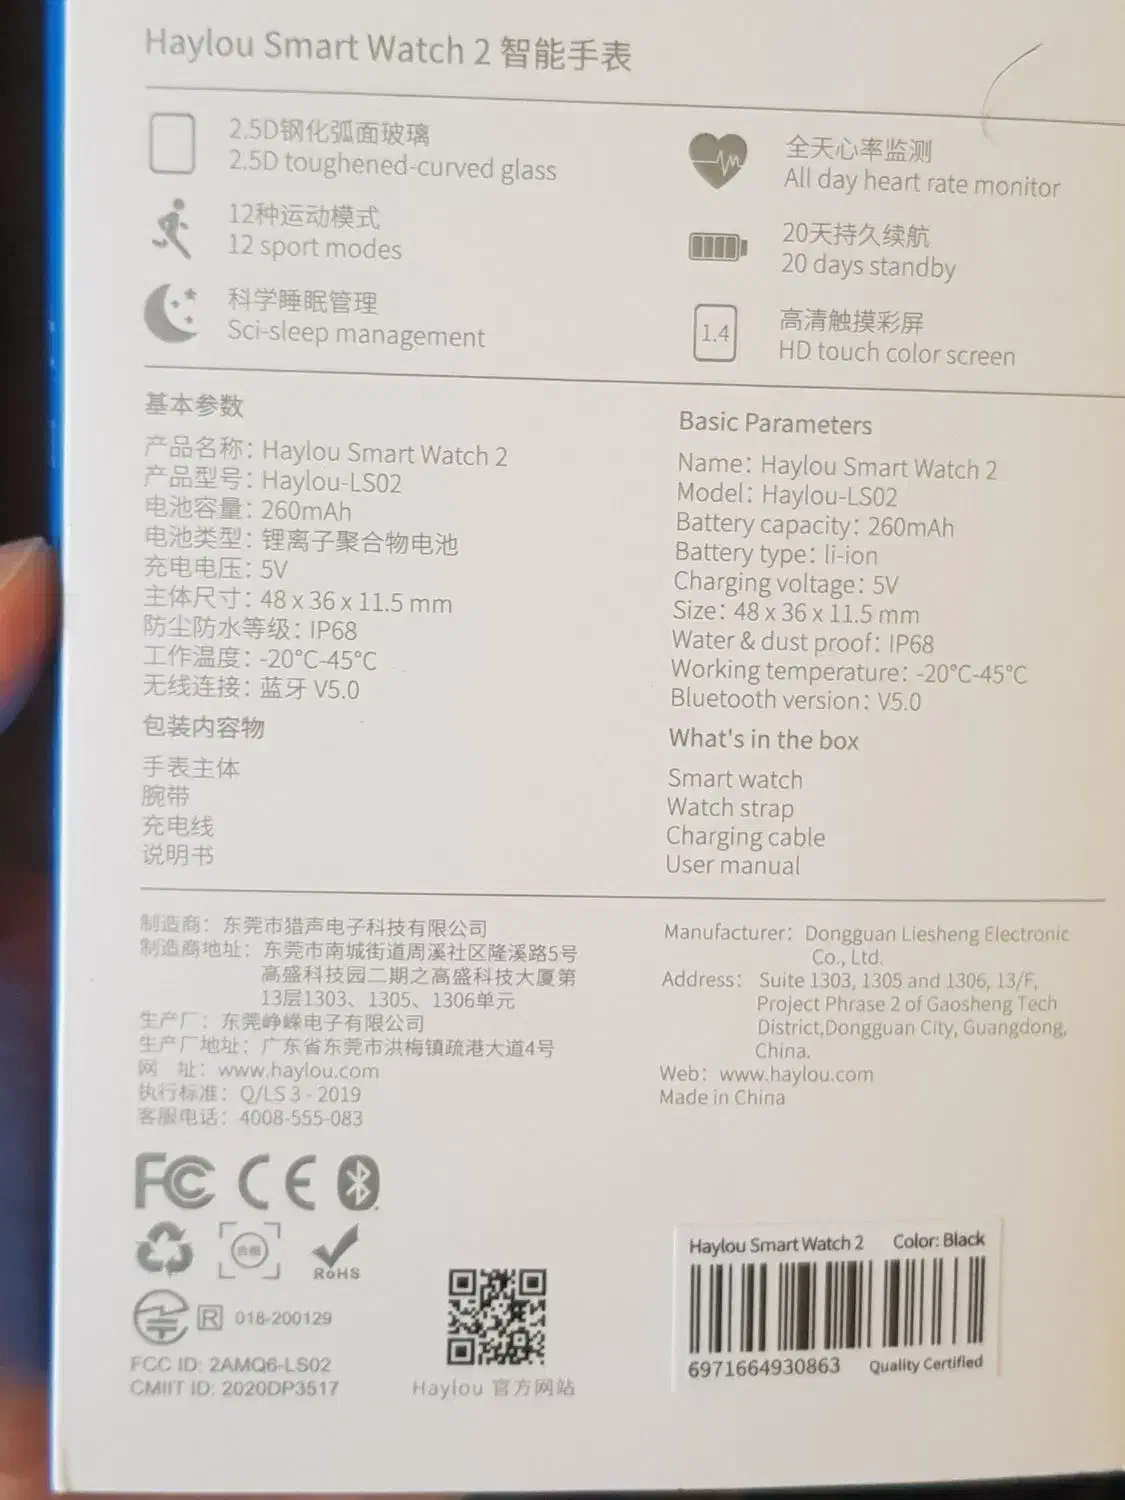 Haylou Smart Watch 2 智能手表
2.5D钢化弧面玻璃
2.5D toughened-curved glass
12种运动模式
12 sport modes
科学睡眠管理
Sci-sleep management
全天心率监测
All day heart rate monitor
20天持久续航
20 days standby
1.4
高清触摸彩屏
HD touch color screen
基本参数
产品名称: Haylou Smart Watch 2
产品型号: Haylou-LS02
电池容量: 260mAh
电池类型: 锂离子聚合物电池
充电电压: 5V
主体尺寸: 48 x 36 x 11.5 mm
防尘防水等级: IP68
工作温度: -20°C-45°C
无线连接: 蓝牙 V5.0
包装内容物
手表主体
腕带
充电线
说明书
Basic Parameters
Name: Haylou Smart Watch 2
Model: Haylou-LS02
Battery capacity: 260mAh
Battery type: li-ion
Charging voltage: 5V
Size: 48 x 36 x 11.5 mm
Water & dust proof: IP68
Working temperature: -20°C-45°C
Bluetooth version: V5.0
What's in the box
Smart watch
Watch strap
Charging cable
User manual
制造商: 东莞市猎声电子科技有限公司
制造商地址: 东莞市南城街道周溪社区隆溪路5号
高盛科技园二期之高盛科技大厦第
13层1303、1305、1306单元
生产厂: 东莞峥嵘电子有限公司
生产厂地址: 广东省东莞市洪梅镇疏港大道4号
网 址: www.haylou.com
执行标准: Q/LS 3 - 2019
客服电话: 4008-555-083
Manufacturer: Dongguan Liesheng Electronic
Co., Ltd.
Address: Suite 1303, 1305 and 1306, 13/F,
Project Phrase 2 of Gaosheng Tech
District,Dongguan City, Guangdong,
China.
Web: www.haylou.com
Made in China
FC CE
合格
RoHS
R 018-200129
FCC ID: 2AMQ6-LS02
CMIIT ID: 2020DP3517
Haylou 官方网站
Haylou Smart Watch 2 Color: Black
6971664930863 Quality Certified